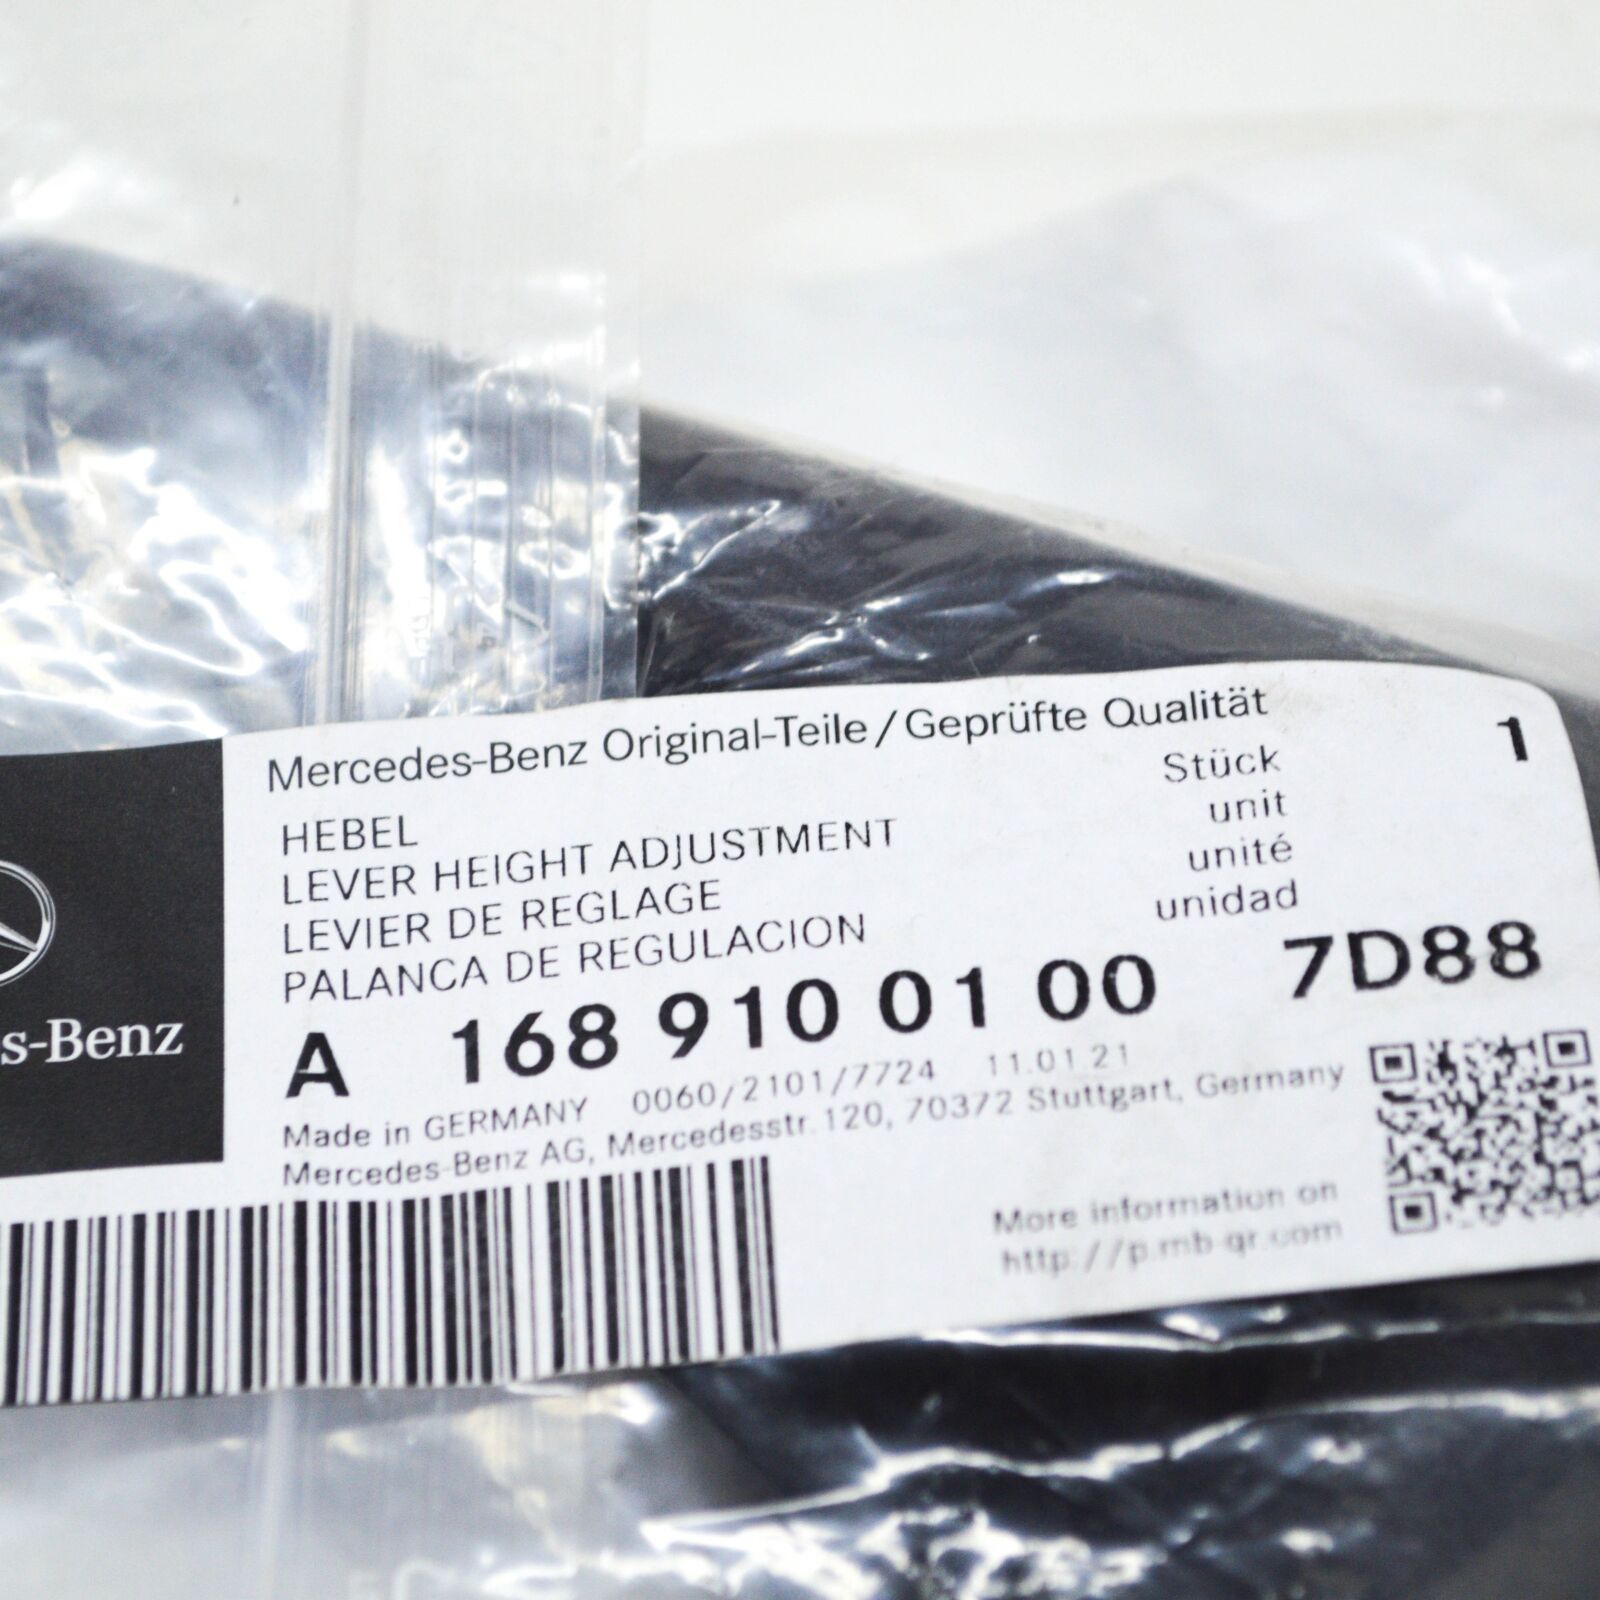 Mercedes-Benz Original-Teile/Geprüfte Qualität
HEBEL
LEVER HEIGHT ADJUSTMENT
LEVIER DE REGLAGE
PALANCA DE REGULACION
Stück 1
unit
unité
unidad
A 168 910 01 00 7D88
s-Benz
Made in GERMANY 0060/2101/7724 11.01.21
Mercedes-Benz AG, Mercedesstr. 120, 70372 Stuttgart, Germany
More information on
http://p.mb-qr.com